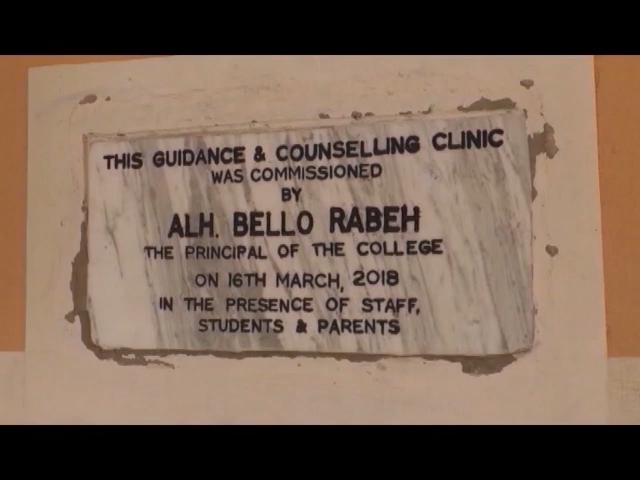 THIS GUIDANCE & COUNSELLING CLINIC
WAS COMMISSIONED
BY
ALH. BELLO RABEH
THE PRINCIPAL OF THE COLLEGE
ON 16TH MARCH, 2018
IN THE PRESENCE OF STAFF,
STUDENTS & PARENTS